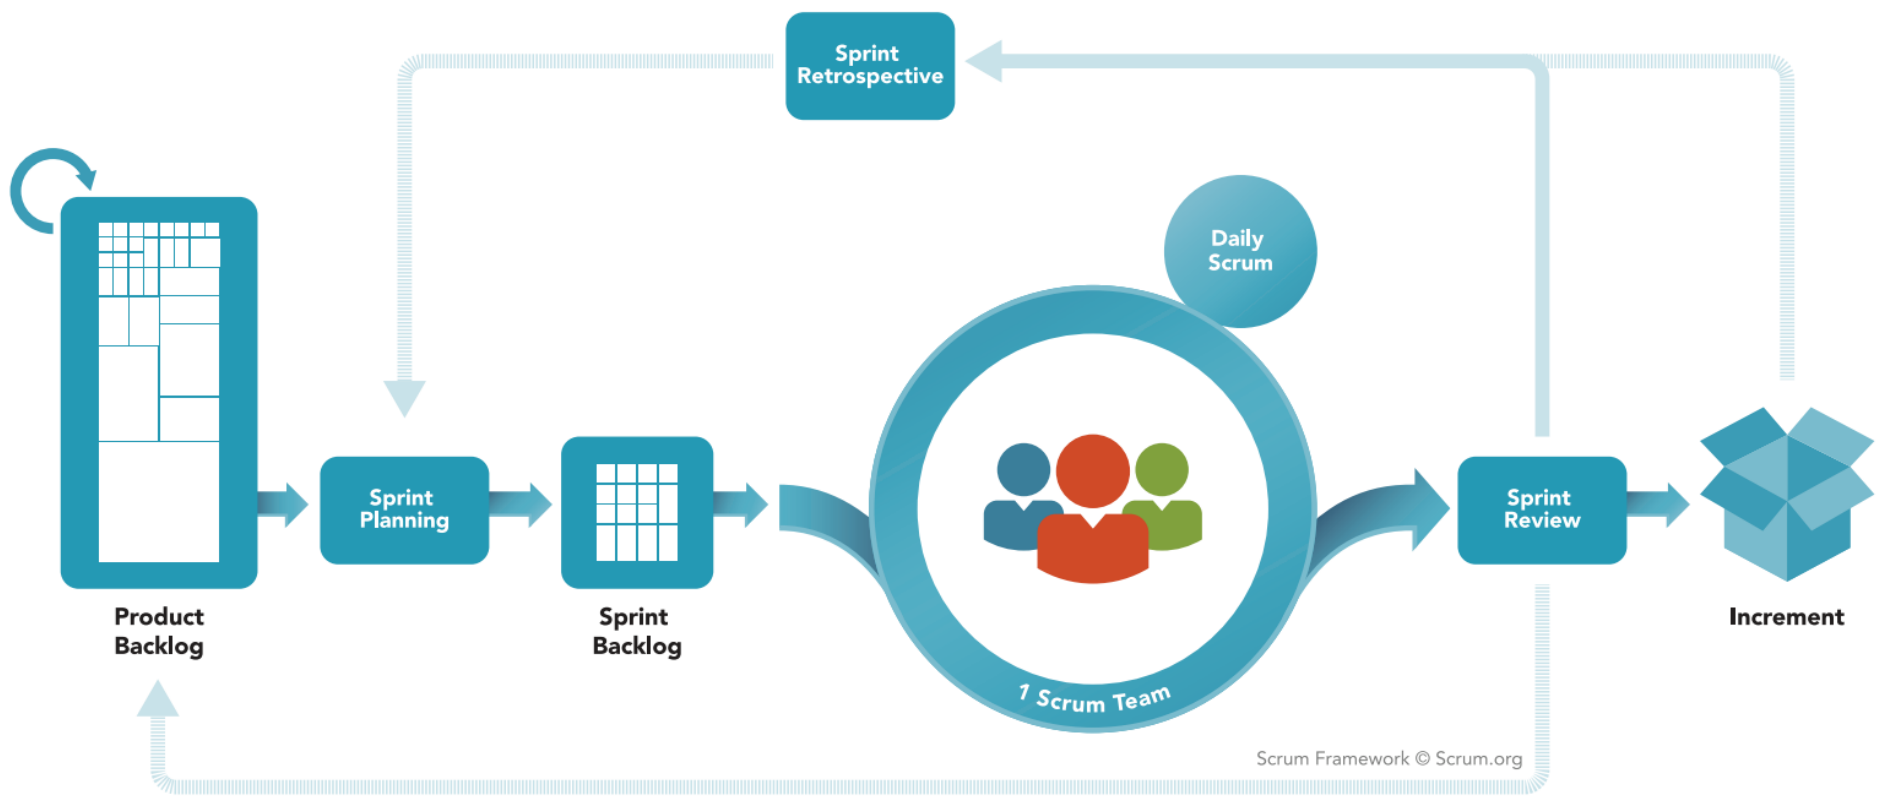 Sprint
Retrospective
Daily
Scrum
Sprint
Planning
Sprint
Review
Product
Backlog
Sprint
Backlog
1 Scrum Team
Increment
Scrum Framework © Scrum.org